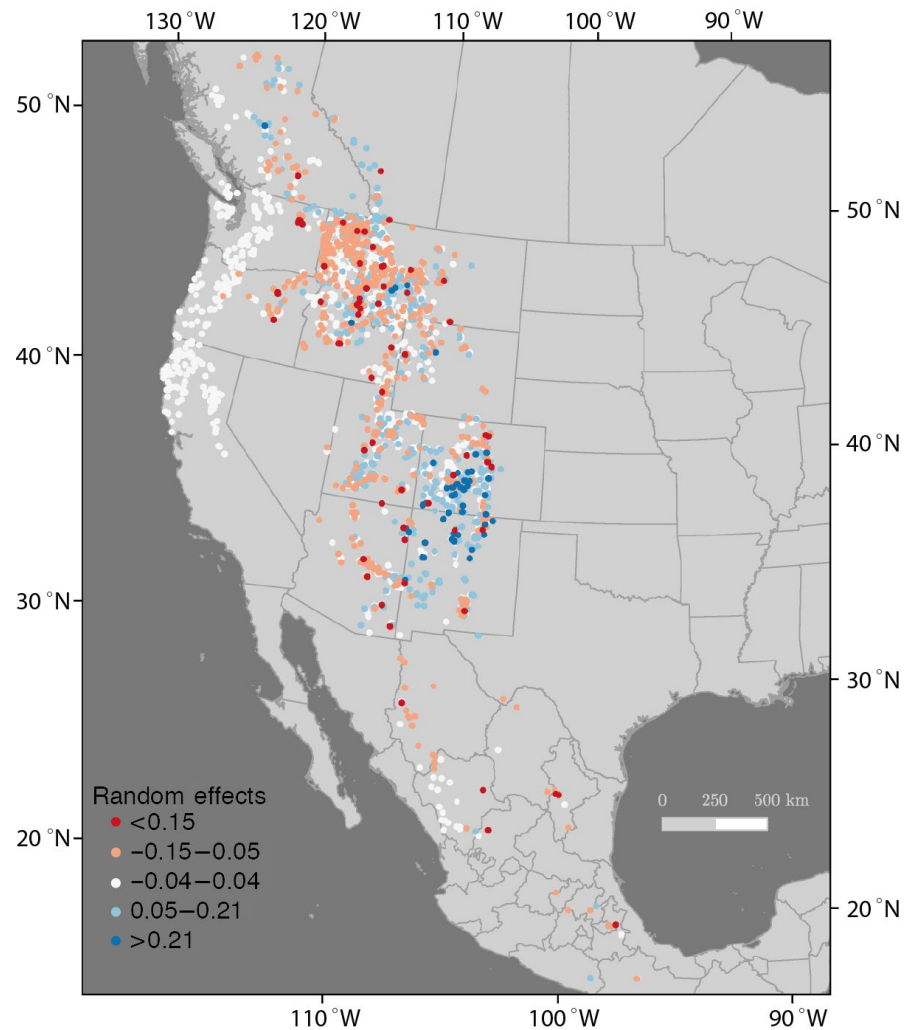 130 °W 120 °W 110 °W 100 °W 90 °W
50 °N
50 °N
40 °N
40 °N
30 °N
30 °N
Random effects
<0.15
−0.15−0.05
−0.04−0.04
0.05−0.21
>0.21
0 250 500 km
20 °N
20 °N
110 °W 100 °W 90 °W